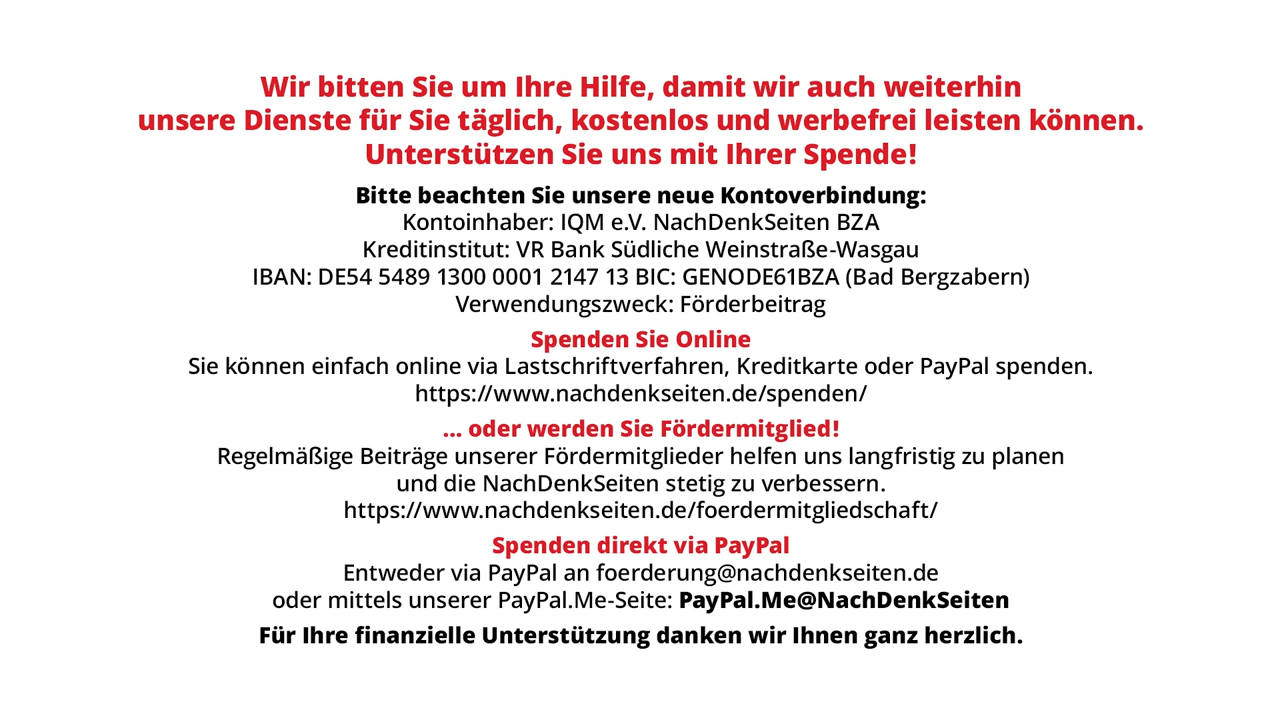 Wir bitten Sie um Ihre Hilfe, damit wir auch weiterhin
unsere Dienste für Sie täglich, kostenlos und werbefrei leisten können.
Unterstützen Sie uns mit Ihrer Spende!
Bitte beachten Sie unsere neue Kontoverbindung:
Kontoinhaber: IQM e.V. NachDenkSeiten BZA
Kreditinstitut: VR Bank Südliche Weinstraße-Wasgau
IBAN: DE54 5489 1300 0001 2147 13 BIC: GENODE61BZA (Bad Bergzabern)
Verwendungszweck: Förderbeitrag
Spenden Sie Online
Sie können einfach online via Lastschriftverfahren, Kreditkarte oder PayPal spenden.
https://www.nachdenkseiten.de/spenden/
... oder werden Sie Fördermitglied!
Regelmäßige Beiträge unserer Fördermitglieder helfen uns langfristig zu planen
und die NachDenkSeiten stetig zu verbessern.
https://www.nachdenkseiten.de/foerdermitgliedschaft/
Spenden direkt via PayPal
Entweder via PayPal an foerderung@nachdenkseiten.de
oder mittels unserer PayPal.Me-Seite: PayPal.Me@NachDenkSeiten
Für Ihre finanzielle Unterstützung danken wir Ihnen ganz herzlich.